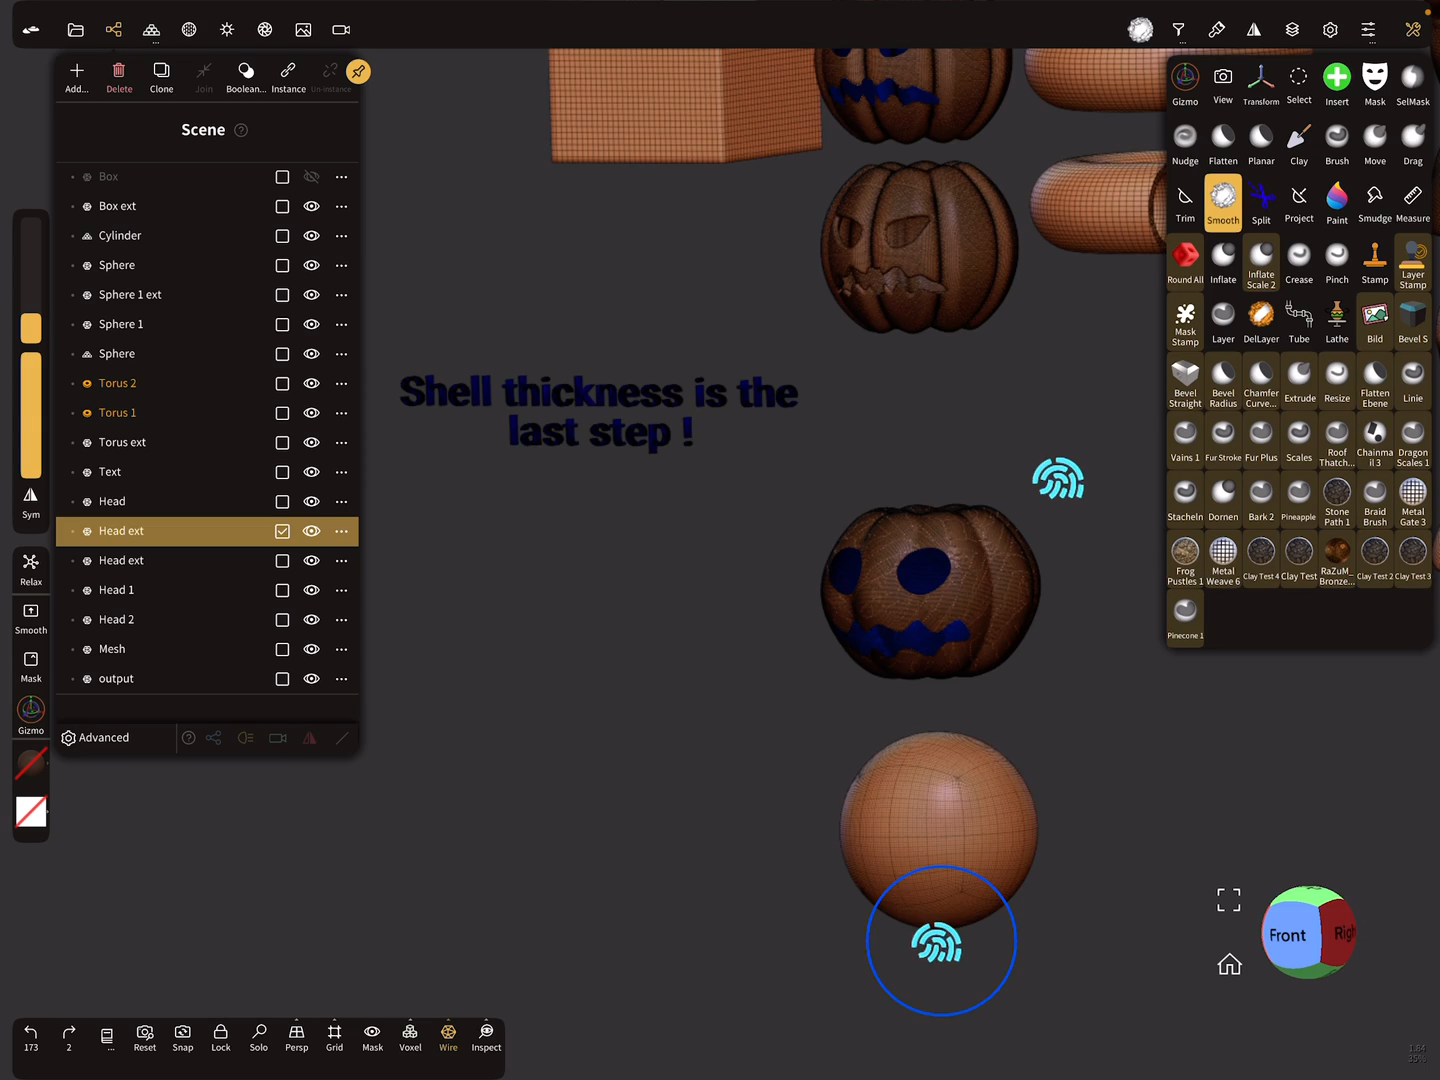 Add...
Delete
Clone
Join
Boolean...
Instance
Un-instance
Scene
Box
Box ext
Cylinder
Sphere
Sphere 1 ext
Sphere 1
Sphere
Torus 2
Torus 1
Torus ext
Text
Head
Head ext
Head ext
Head 1
Head 2
Mesh
output
Advanced
Sym
Relax
Smooth
Mask
Gizmo
Shell thickness is the
last step !
Gizmo
View
Transform
Select
Insert
Mask
SelMask
Nudge
Flatten
Planar
Clay
Brush
Move
Drag
Trim
Smooth
Split
Project
Paint
Smudge
Measure
Round All
Inflate
Inflate
Scale 2
Crease
Pinch
Stamp
Layer
Stamp
Mask
Stamp
Layer
DelLayer
Tube
Lathe
Bild
Bevel S
Bevel
Straight
Bevel
Radius
Chamfer
Curve...
Extrude
Resize
Flatten
Ebene
Linie
Vains 1
Fur Stroke
Fur Plus
Scales
Roof
Thatch...
Chainma
il 3
Dragon
Scales 1
Stacheln
Dornen
Bark 2
Pineapple
Stone
Path 1
Braid
Brush
Metal
Gate 3
Frog
Pustles 1
Metal
Weave 6
Clay Test 4
Clay Test
RaZuM_
Bronze...
Clay Test 2
Clay Test 3
Pinecone 1
Front
Righ
173
2
...
Reset
Snap
Lock
Solo
Persp
Grid
Mask
Voxel
Wire
Inspect
1.84
35%